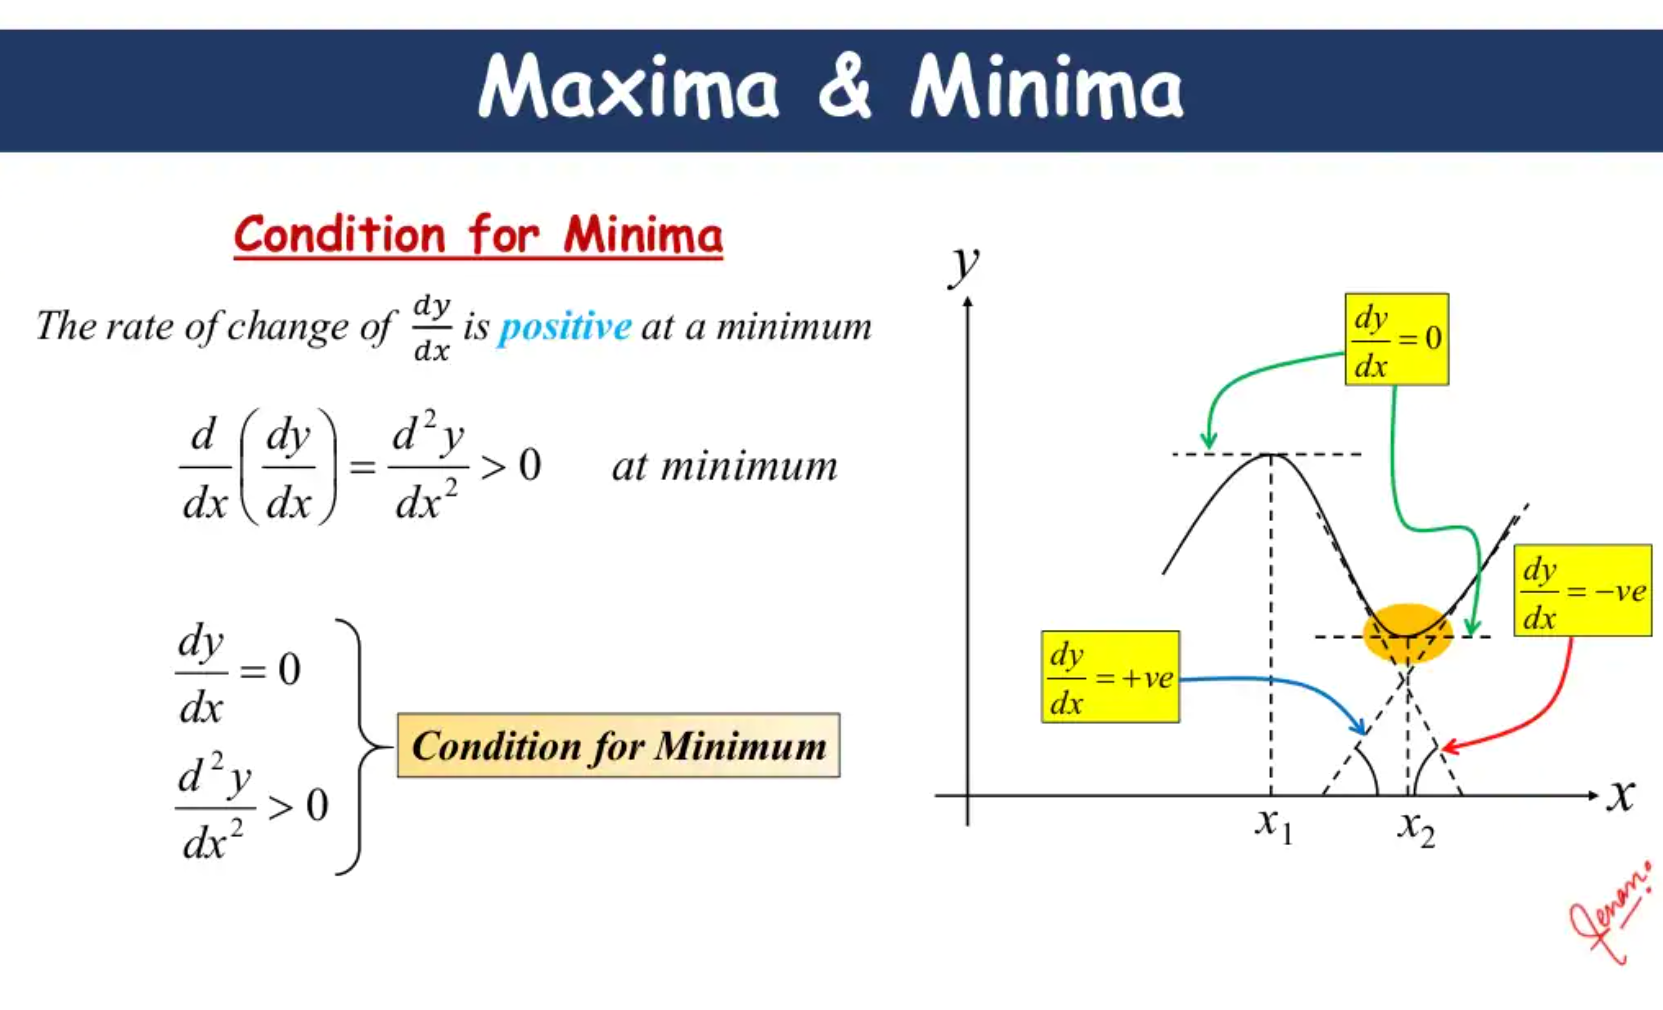 Maxima & Minima
Condition for Minima
The rate of change of dy/dx is positive at a minimum
d/dx (dy/dx) = d²y/dx² > 0 at minimum
dy/dx = 0
d²y/dx² > 0
Condition for Minimum
y
dy/dx = 0
dy/dx = −ve
dy/dx = +ve
x
x₁
x₂